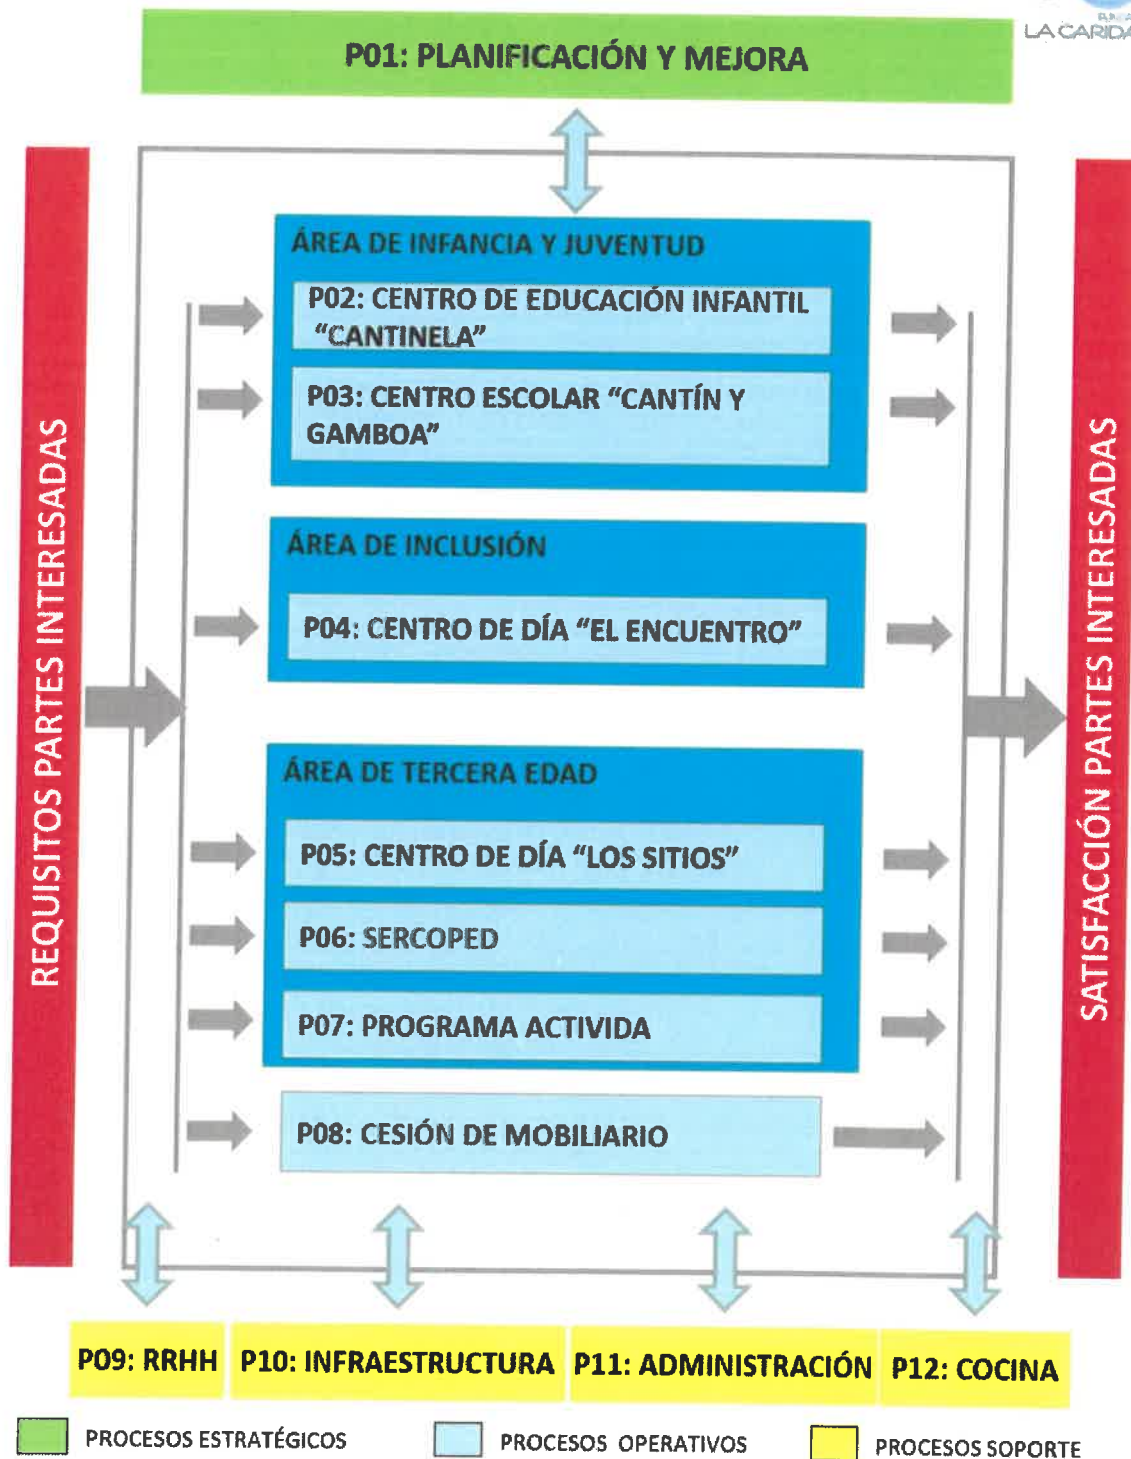 LA CARIDA
P01: PLANIFICACIÓN Y MEJORA
REQUISITOS PARTES INTERESADAS
ÁREA DE INFANCIA Y JUVENTUD
P02: CENTRO DE EDUCACIÓN INFANTIL
"CANTINELA"
P03: CENTRO ESCOLAR "CANTÍN Y
GAMBOA"
ÁREA DE INCLUSIÓN
P04: CENTRO DE DÍA "EL ENCUENTRO"
ÁREA DE TERCERA EDAD
P05: CENTRO DE DÍA "LOS SITIOS"
P06: SERCOPED
P07: PROGRAMA ACTIVIDA
P08: CESIÓN DE MOBILIARIO
SATISFACCIÓN PARTES INTERESADAS
P09: RRHH
P10: INFRAESTRUCTURA
P11: ADMINISTRACIÓN
P12: COCINA
PROCESOS ESTRATÉGICOS
PROCESOS OPERATIVOS
PROCESOS SOPORTE